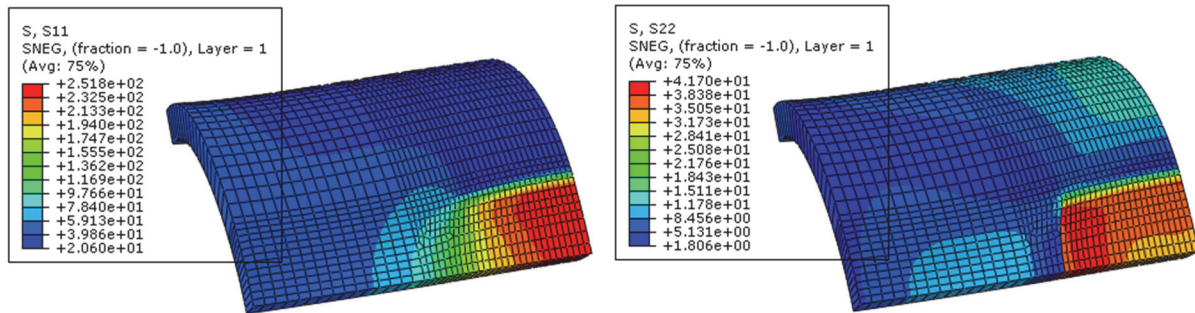 S, S11
SNEG, (fraction = -1.0), Layer = 1
(Avg: 75%)
+2.518e+02
+2.325e+02
+2.133e+02
+1.940e+02
+1.747e+02
+1.555e+02
+1.362e+02
+1.169e+02
+9.766e+01
+7.840e+01
+5.913e+01
+3.986e+01
+2.060e+01
S, S22
SNEG, (fraction = -1.0), Layer = 1
(Avg: 75%)
+4.170e+01
+3.838e+01
+3.505e+01
+3.173e+01
+2.841e+01
+2.508e+01
+2.176e+01
+1.843e+01
+1.511e+01
+1.178e+01
+8.456e+00
+5.131e+00
+1.806e+00